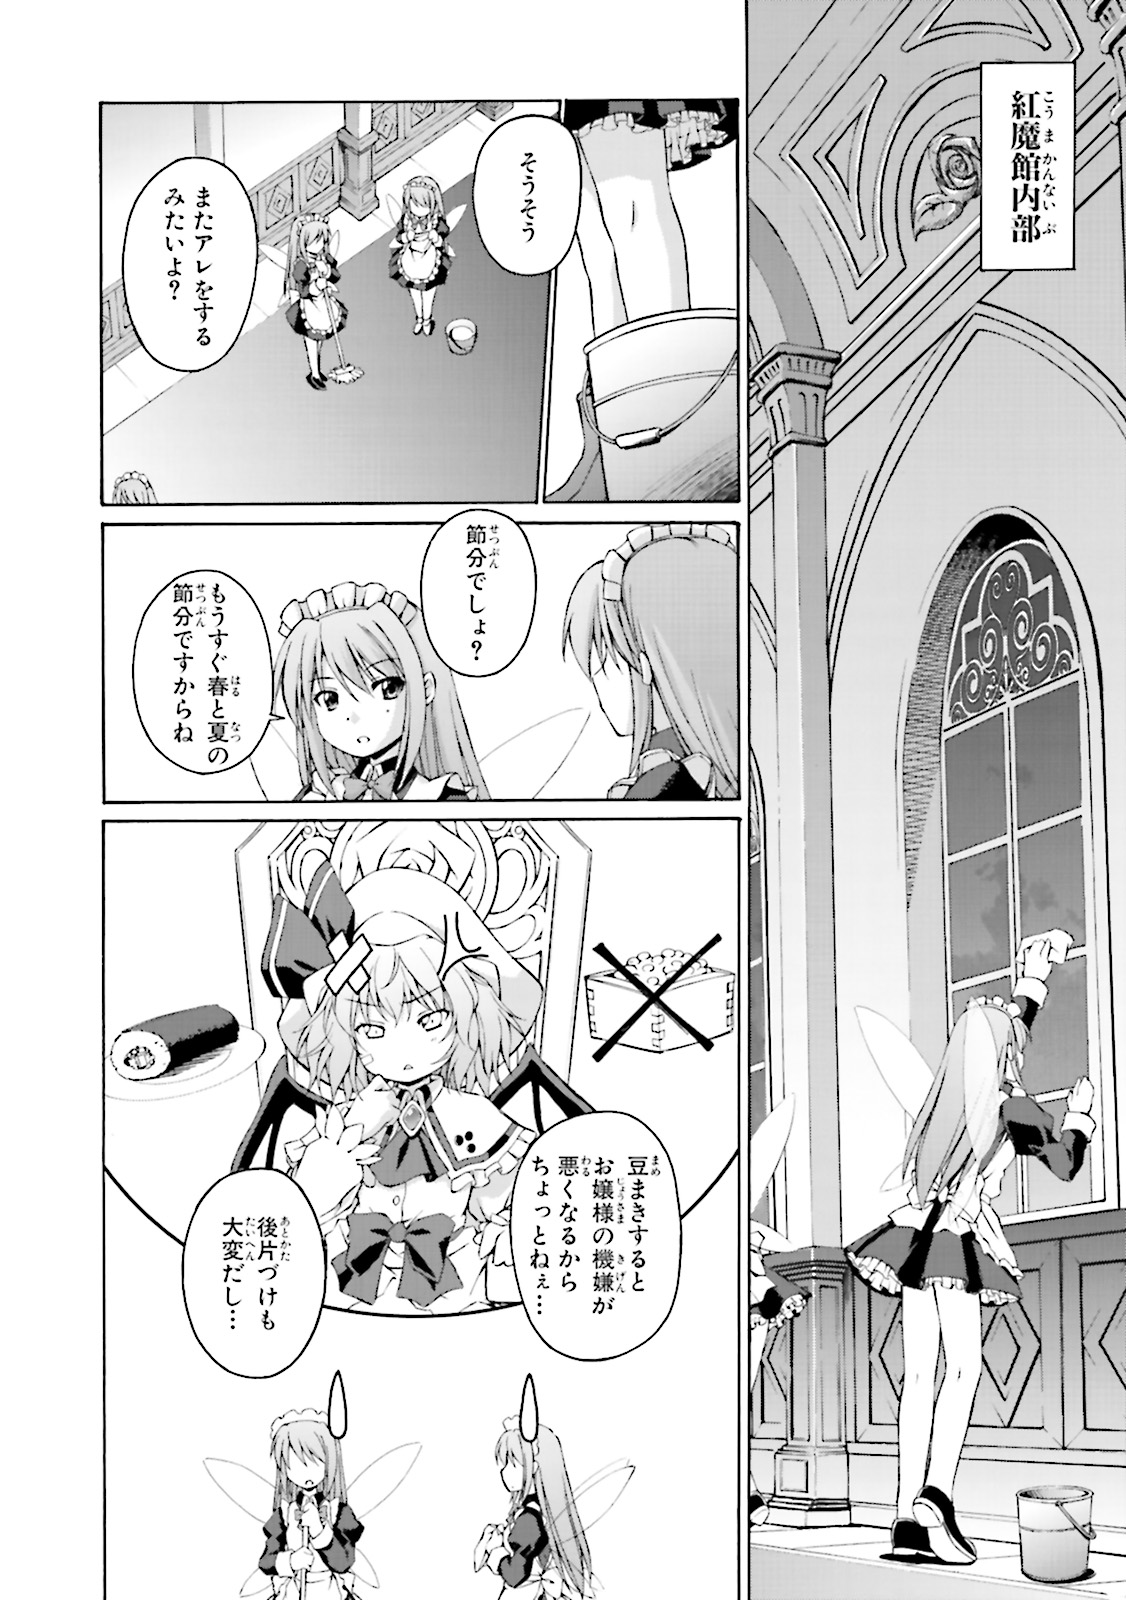 紅魔館内部
そうそう
またアレをする
みたいよ？
節分でしょ？
もうすぐ春と夏の
節分ですからね
豆まきすると
お嬢様の機嫌が
悪くなるから
ちょっとねぇ…
後片づけも
大変だし…